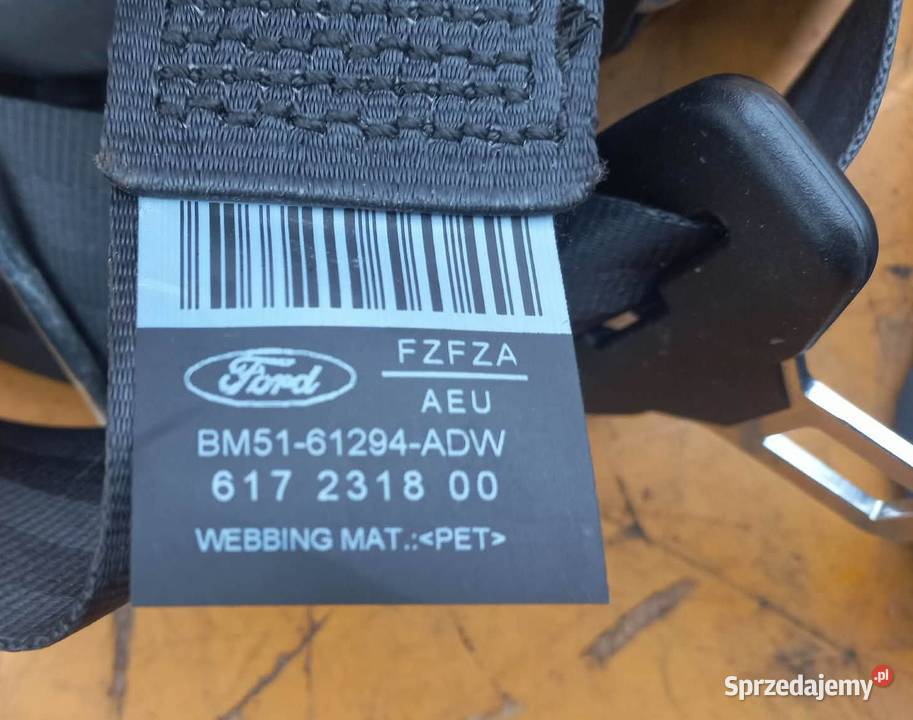 Ford
FZFZA
AEU
BM51-61294-ADW
617 2318 00
WEBBING MAT.:<PET>
Sprzedajemy.pl